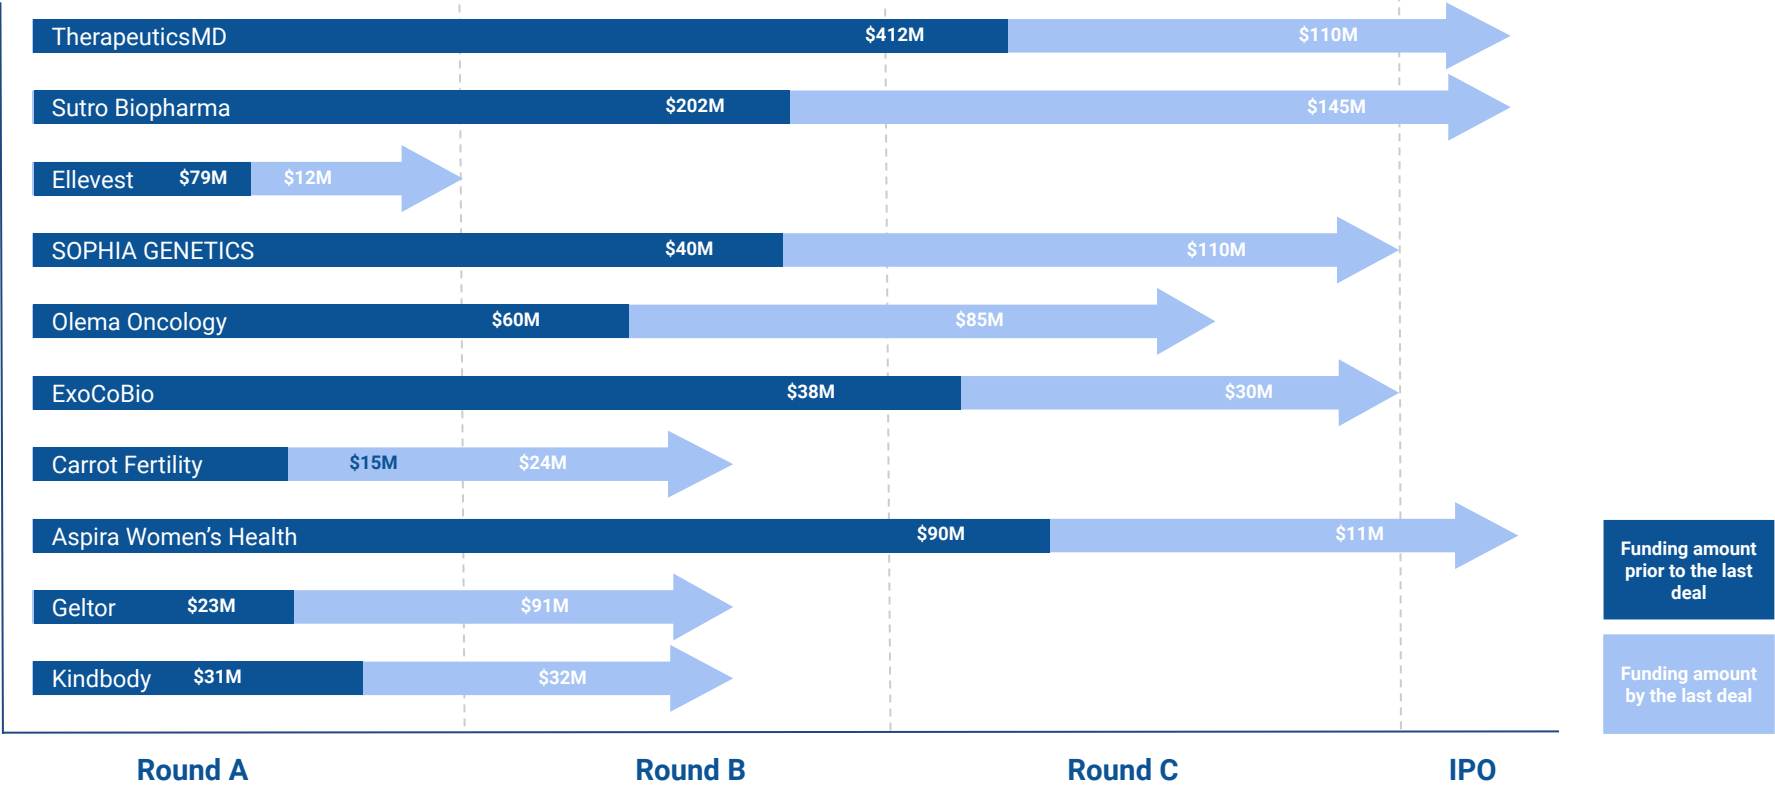 TherapeuticsMD $412M $110M
Sutro Biopharma $202M $145M
Ellevest $79M $12M
SOPHIA GENETICS $40M $110M
Olema Oncology $60M $85M
ExoCoBio $38M $30M
Carrot Fertility $15M $24M
Aspira Women’s Health $90M $11M
Geltor $23M $91M
Kindbody $31M $32M
Funding amount
prior to the last
deal
Funding amount
by the last deal
Round A Round B Round C IPO